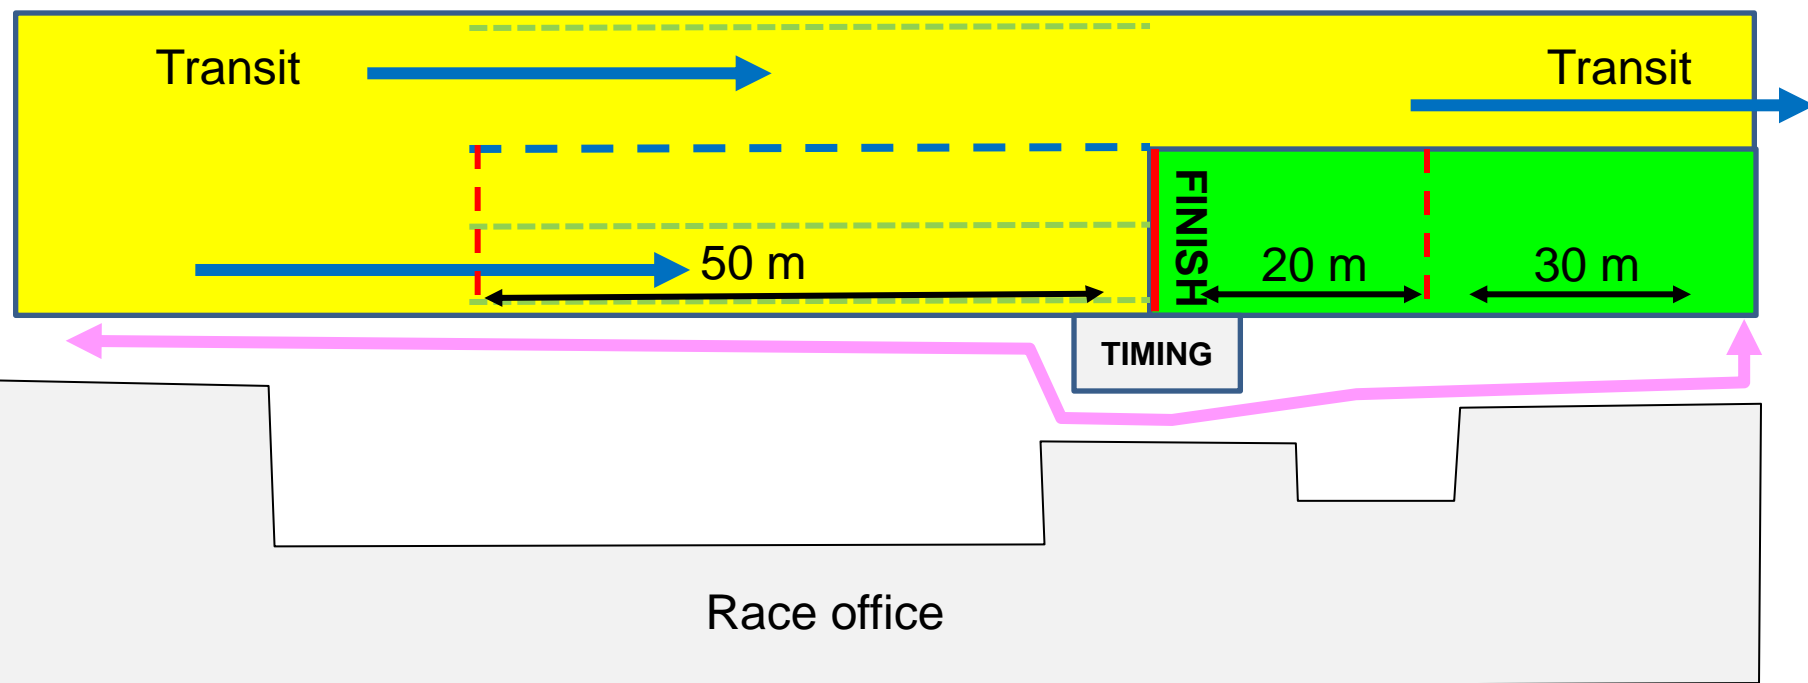 Transit
Transit
50 m
FINISH
20 m
30 m
TIMING
Race office